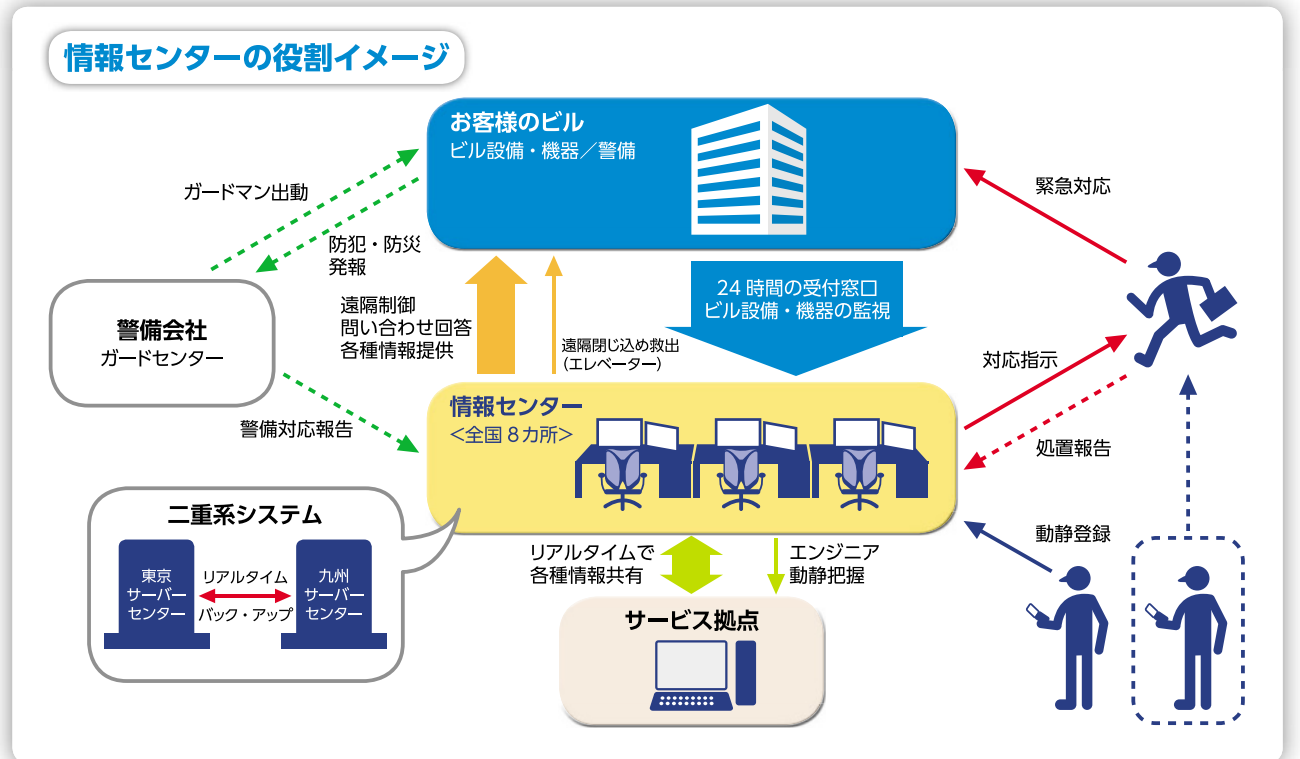 情報センターの役割イメージ
お客様のビル
ビル設備・機器／警備
ガードマン出動
緊急対応
防犯・防災
発報
警備会社
ガードセンター
遠隔制御
問い合わせ回答
各種情報提供
遠隔閉じ込め救出
（エレベーター）
24 時間の受付窓口
ビル設備・機器の監視
対応指示
警備対応報告
情報センター
＜全国 8 カ所＞
処置報告
二重系システム
東京
サーバー
センター
リアルタイム
バック・アップ
九州
サーバー
センター
リアルタイムで
各種情報共有
エンジニア
動静把握
動静登録
サービス拠点